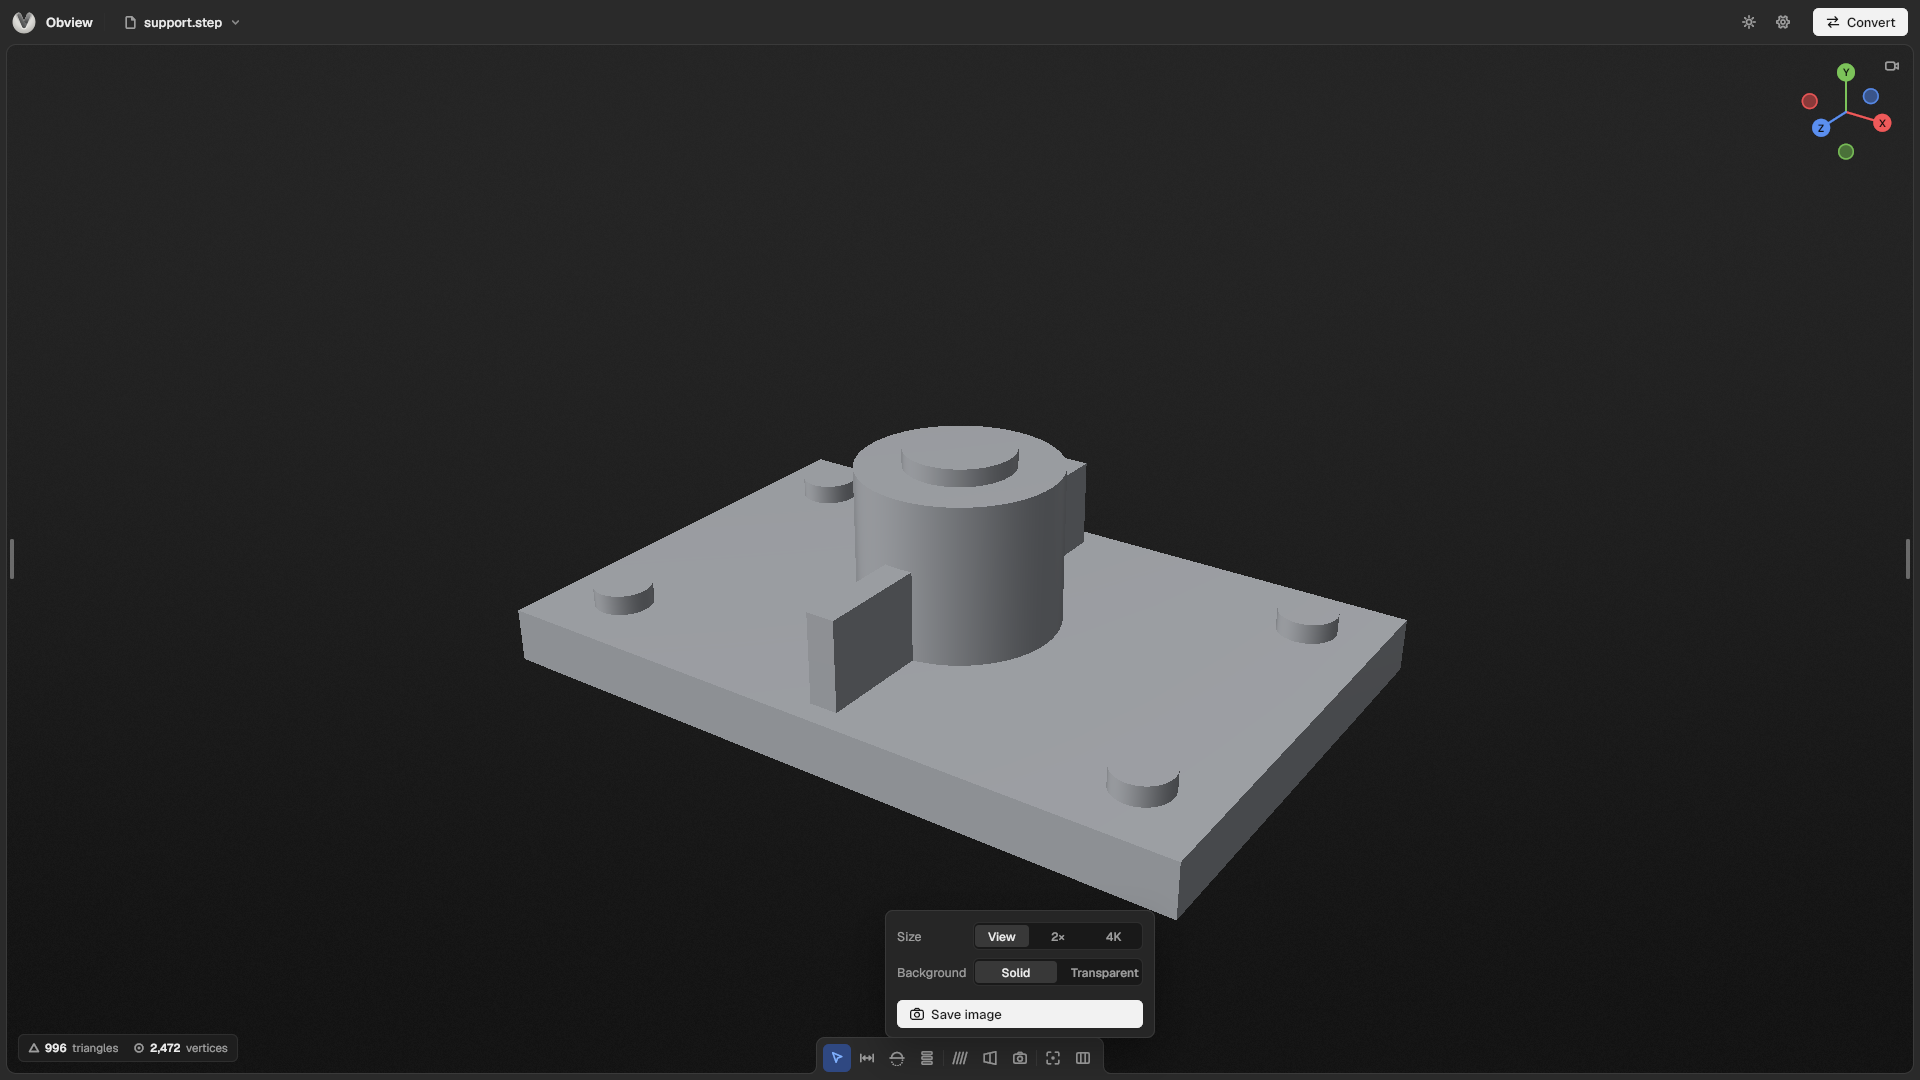 Obview
support.step
Convert
Y
X
Z
Size View 2× 4K
Background Solid Transparent
Save image
996 triangles 2,472 vertices